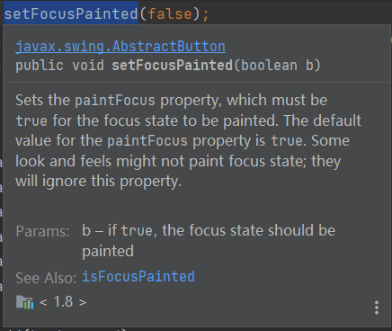 setFocusPainted(false);
javax.swing.AbstractButton
public void setFocusPainted(boolean b)
Sets the paintFocus property, which must be
true for the focus state to be painted. The default
value for the paintFocus property is true. Some
look and feels might not paint focus state; they
will ignore this property.
Params: b – if true, the focus state should be
painted
See Also: isFocusPainted
< 1.8 >